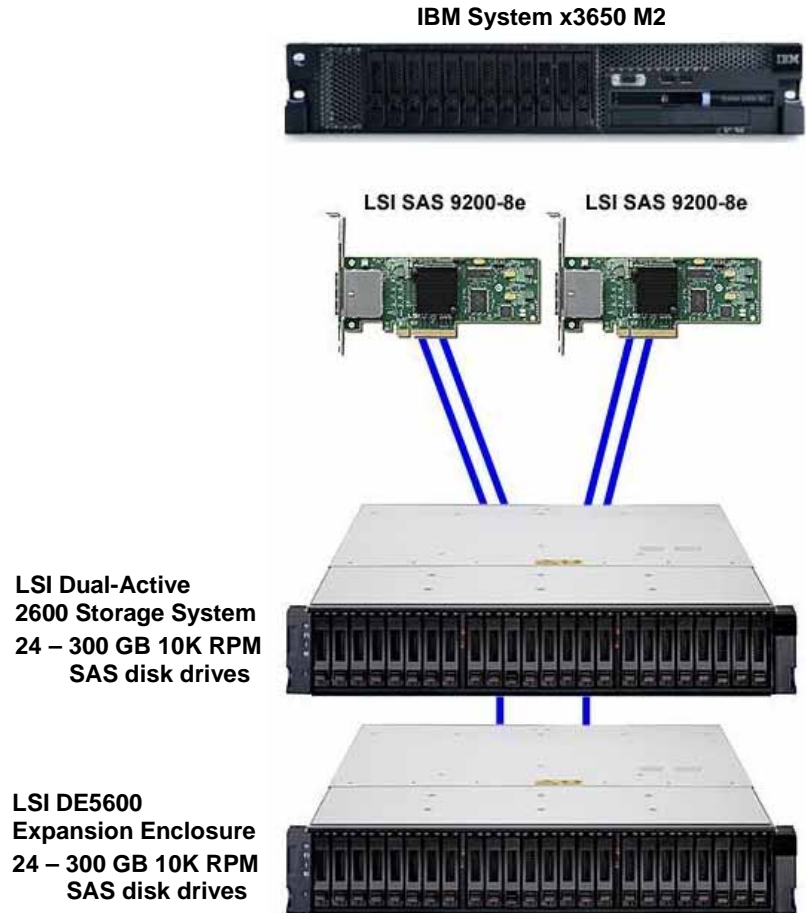 IBM System x3650 M2
IBM
LSI SAS 9200-8e
LSI SAS 9200-8e
LSI Dual-Active
2600 Storage System
24 – 300 GB 10K RPM
SAS disk drives
LSI DE5600
Expansion Enclosure
24 – 300 GB 10K RPM
SAS disk drives